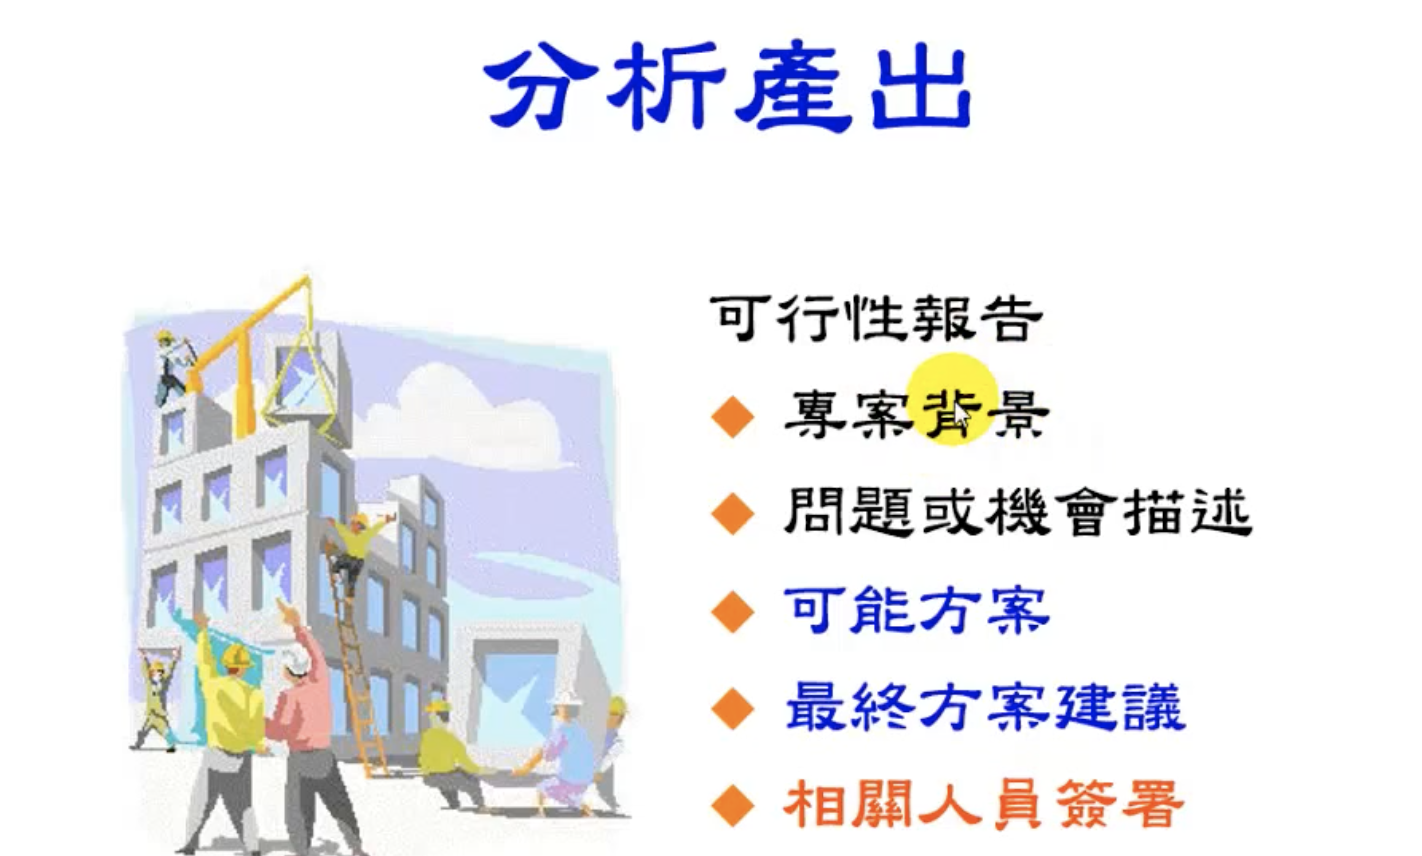 分析產出
可行性報告
專案背景
問題或機會描述
可能方案
最終方案建議
相關人員簽署